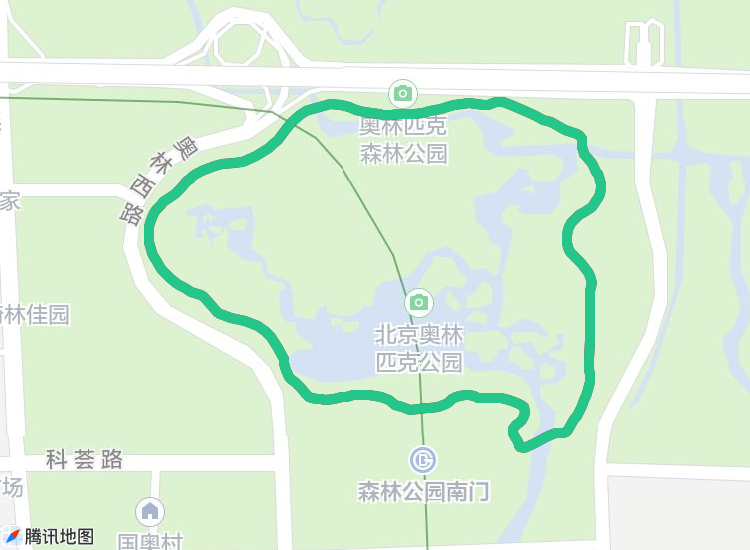 奥林匹克
森林公园
奥林西路
家
林佳园
北京奥林
匹克公园
科荟路
森林公园南门
场
国奥村
腾讯地图